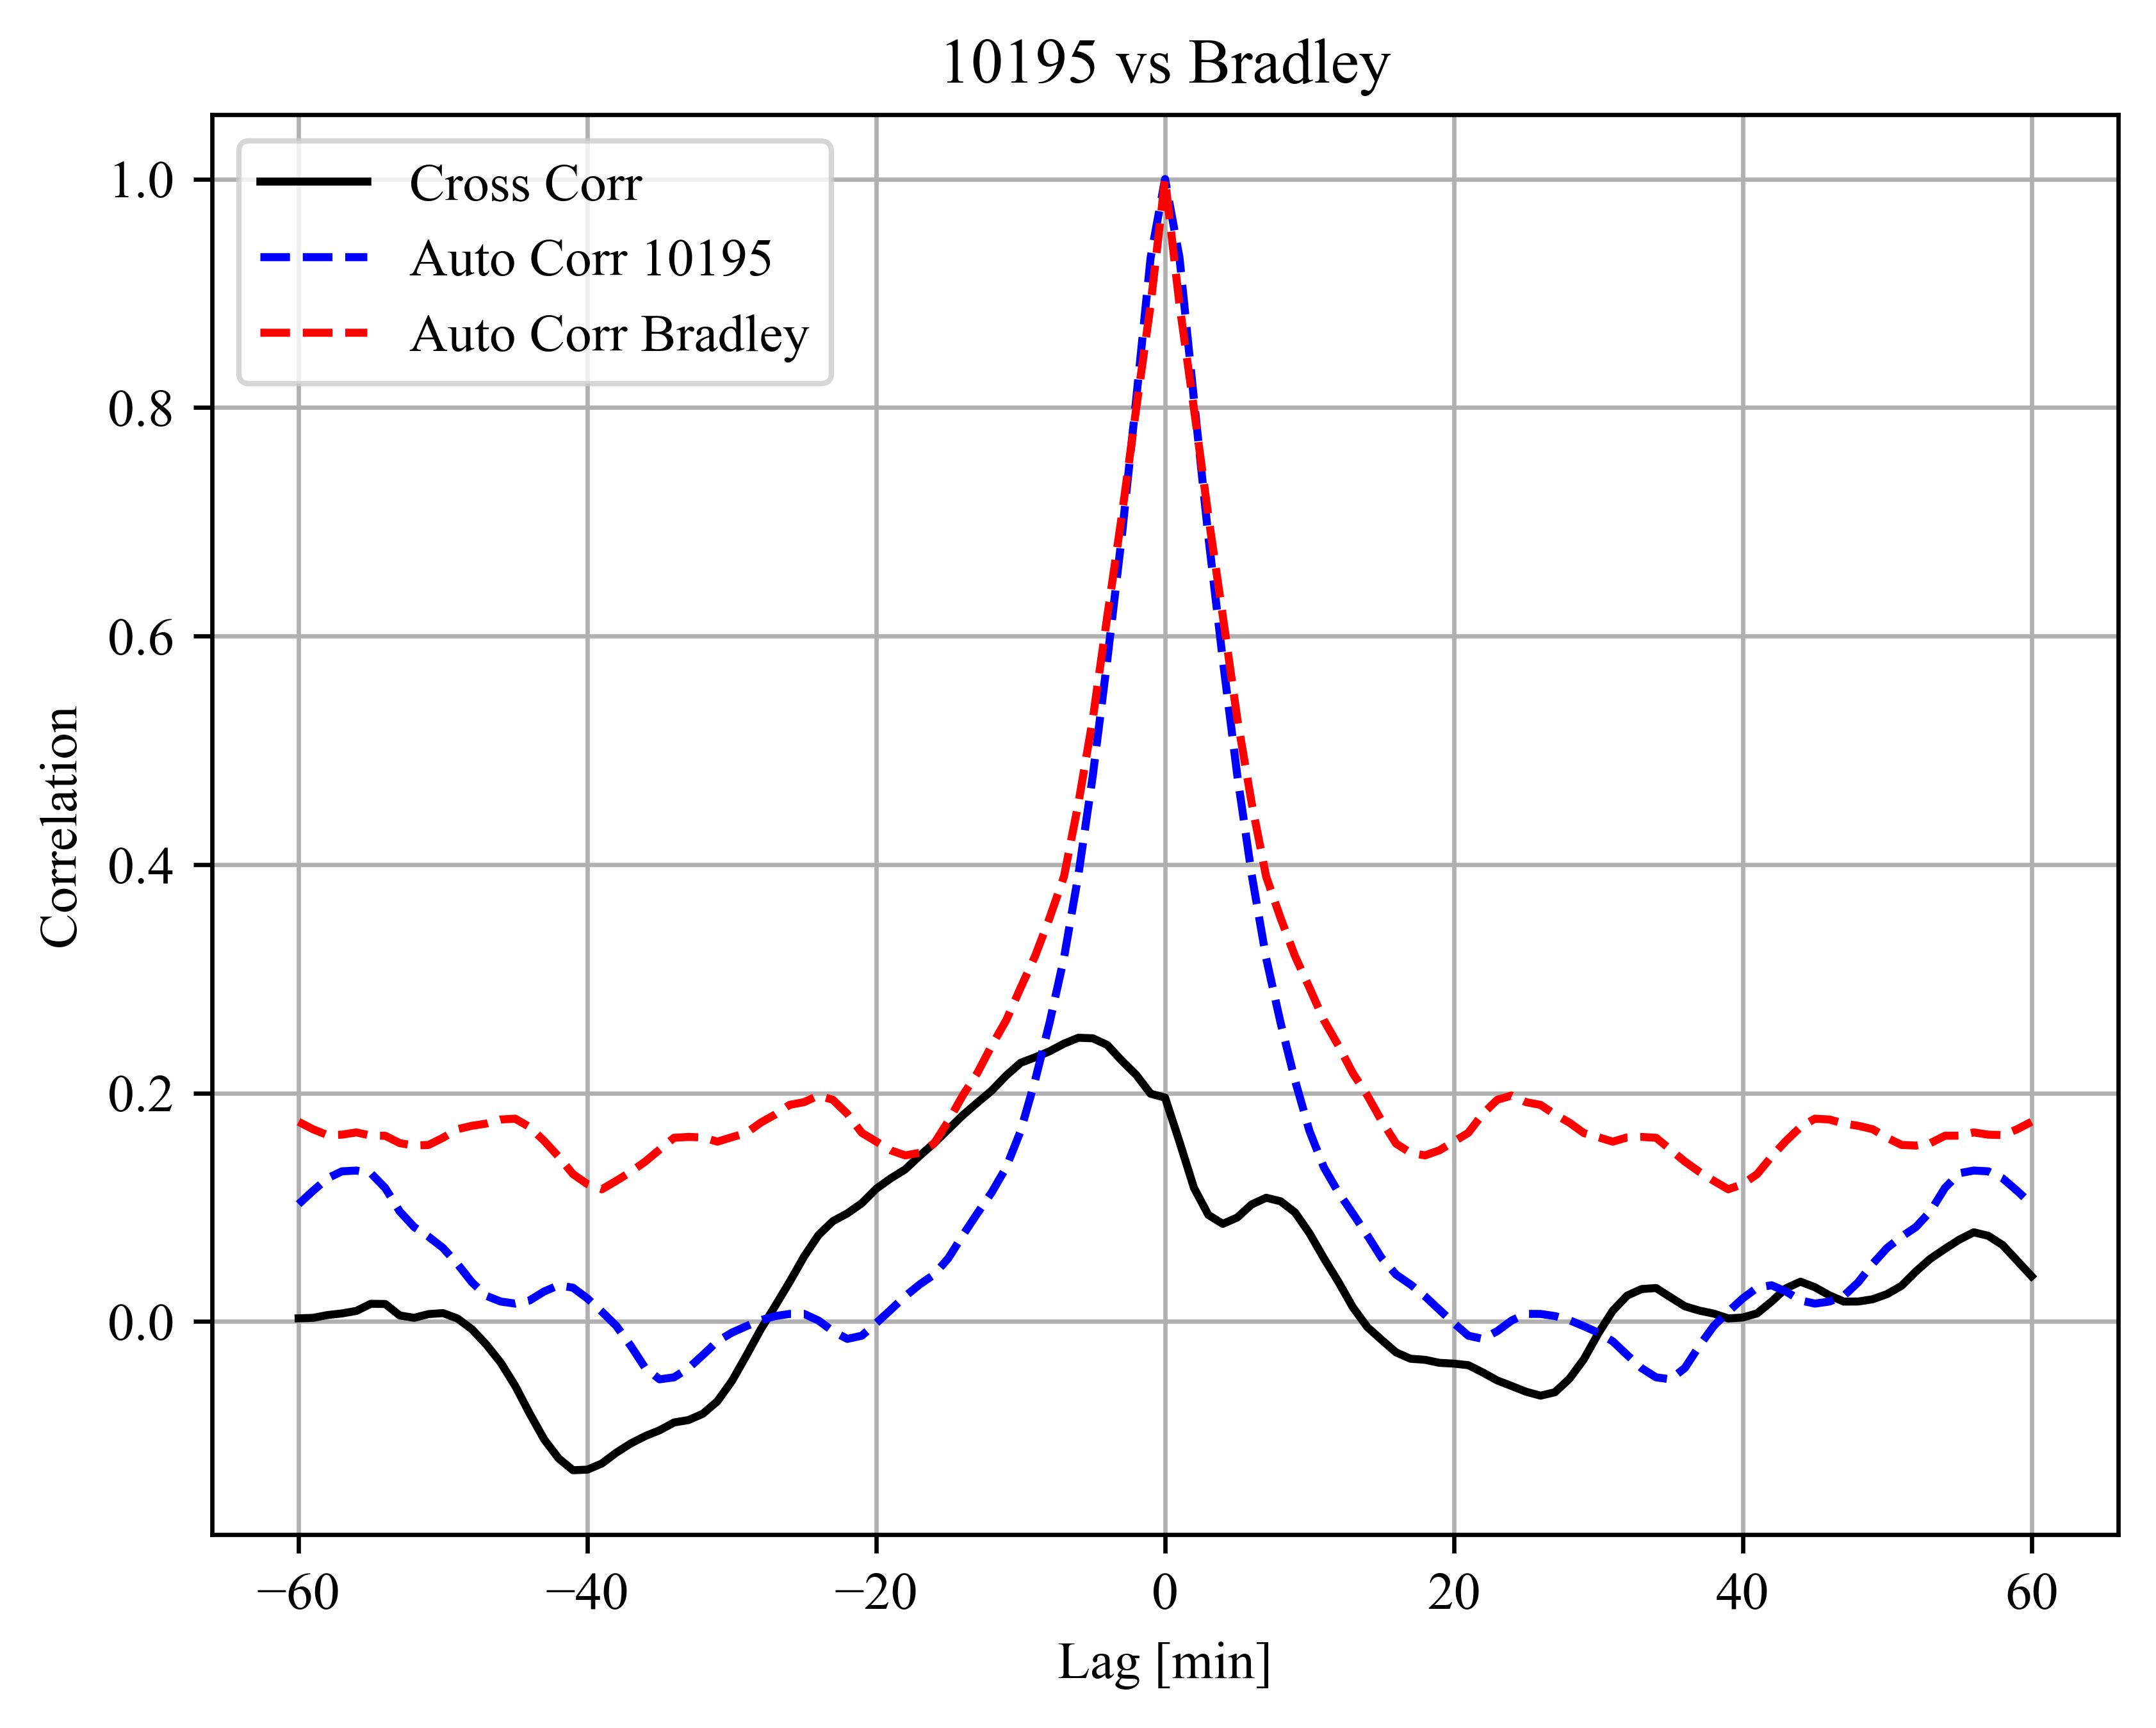 10195 vs Bradley
Cross Corr
Auto Corr 10195
Auto Corr Bradley
1.0
0.8
0.6
0.4
0.2
0.0
Correlation
−60 −40 −20 0 20 40 60
Lag [min]